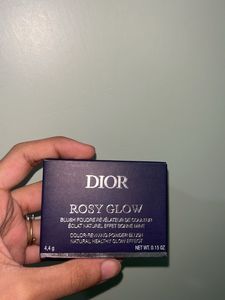 DIOR
ROSY GLOW
BLUSH POUDRE RÉVÉLATEUR DE COULEUR
ÉCLAT NATUREL EFFET BONNE MINE
COLOR-REVIVING POWDER BLUSH
NATURAL HEALTHY GLOW EFFECT
4,4 g NET WT. 0.15 OZ